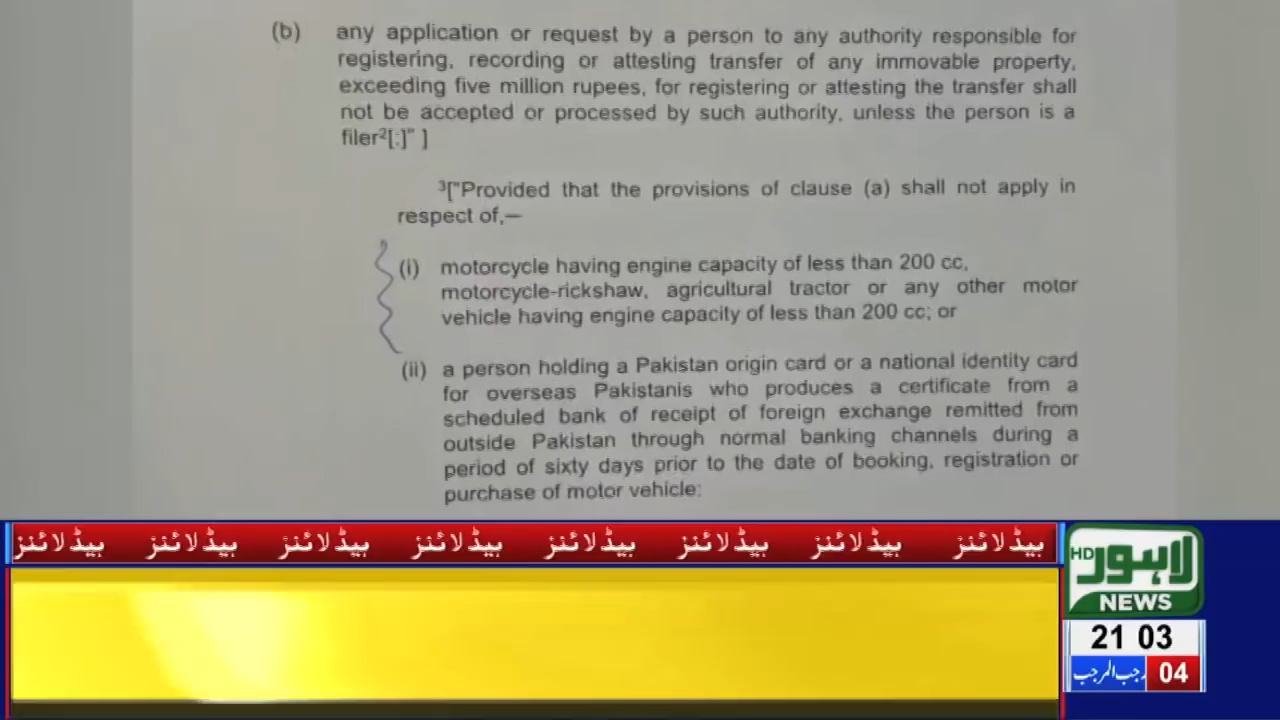 (b) any application or request by a person to any authority responsible for
registering, recording or attesting transfer of any immovable property,
exceeding five million rupees, for registering or attesting the transfer shall
not be accepted or processed by such authority, unless the person is a
filer²[:]" ]
³["Provided that the provisions of clause (a) shall not apply in
respect of,—
(i) motorcycle having engine capacity of less than 200 cc,
motorcycle-rickshaw, agricultural tractor or any other motor
vehicle having engine capacity of less than 200 cc; or
(ii) a person holding a Pakistan origin card or a national identity card
for overseas Pakistanis who produces a certificate from a
scheduled bank of receipt of foreign exchange remitted from
outside Pakistan through normal banking channels during a
period of sixty days prior to the date of booking, registration or
purchase of motor vehicle:
ہیڈلائنز ہیڈلائنز ہیڈلائنز ہیڈلائنز ہیڈلائنز ہیڈلائنز ہیڈلائنز ہیڈلائنز
HD لاہور
NEWS
21 03
04 رجب المرجب